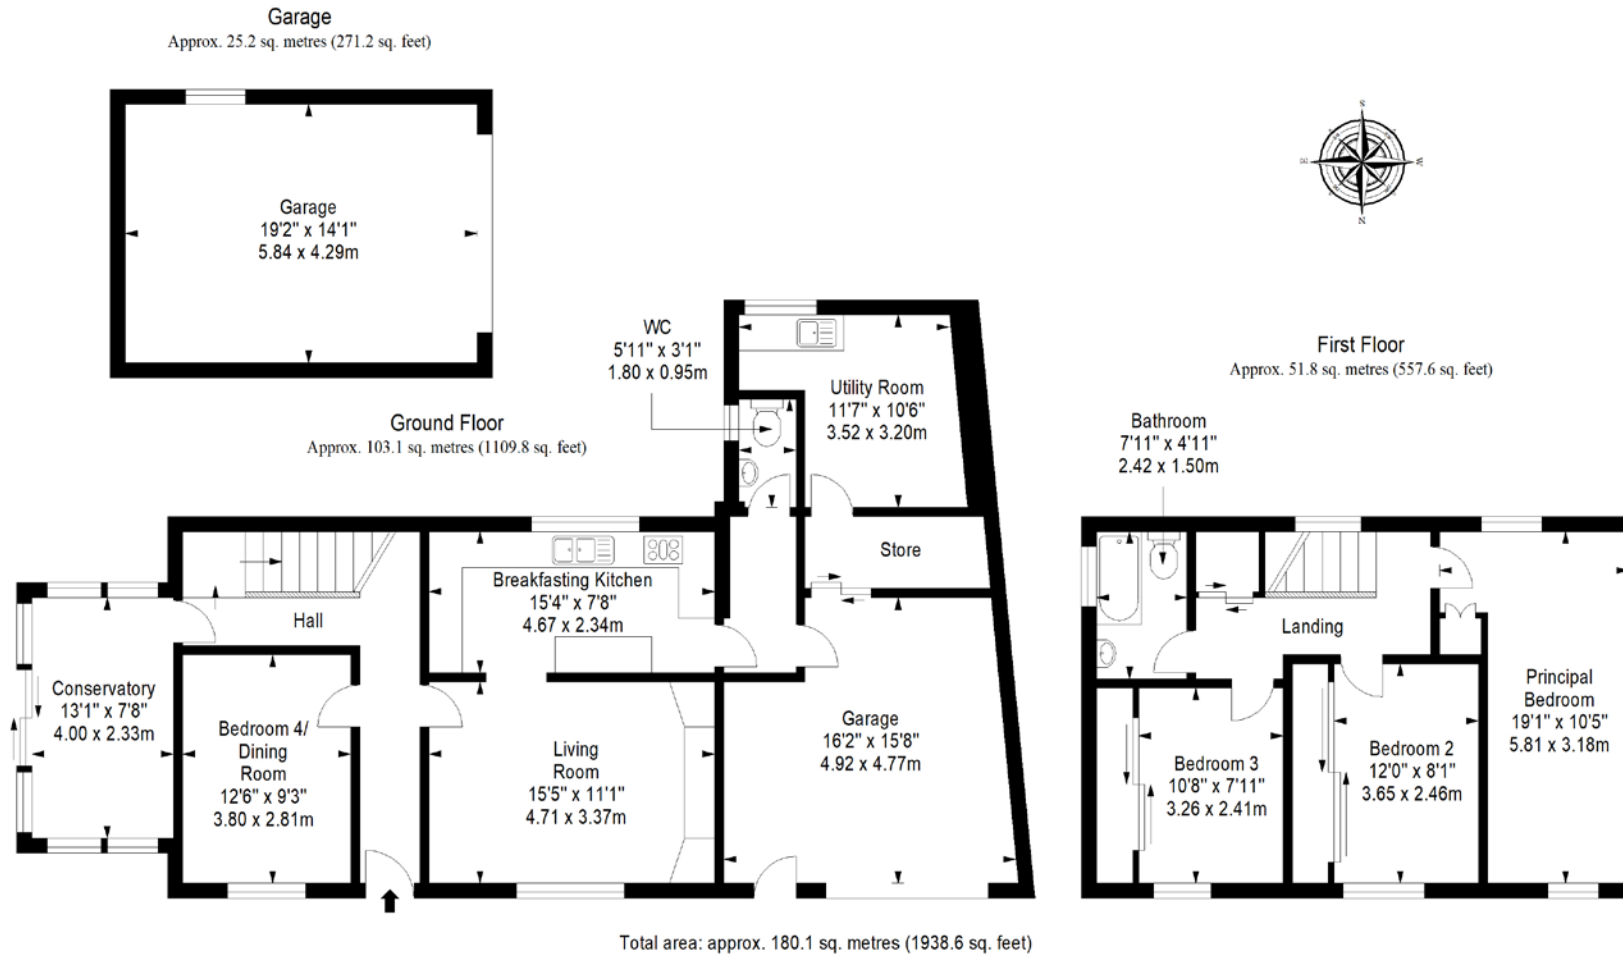 Garage
Approx. 25.2 sq. metres (271.2 sq. feet)
Garage
19'2" x 14'1"
5.84 x 4.29m
S
E
W
N
WC
5'11" x 3'1"
1.80 x 0.95m
Utility Room
11'7" x 10'6"
3.52 x 3.20m
First Floor
Approx. 51.8 sq. metres (557.6 sq. feet)
Ground Floor
Approx. 103.1 sq. metres (1109.8 sq. feet)
Bathroom
7'11" x 4'11"
2.42 x 1.50m
Store
Breakfasting Kitchen
15'4" x 7'8"
4.67 x 2.34m
Hall
Landing
Conservatory
13'1" x 7'8"
4.00 x 2.33m
Bedroom 4/
Dining
Room
12'6" x 9'3"
3.80 x 2.81m
Living
Room
15'5" x 11'1"
4.71 x 3.37m
Garage
16'2" x 15'8"
4.92 x 4.77m
Bedroom 3
10'8" x 7'11"
3.26 x 2.41m
Bedroom 2
12'0" x 8'1"
3.65 x 2.46m
Principal
Bedroom
19'1" x 10'5"
5.81 x 3.18m
Total area: approx. 180.1 sq. metres (1938.6 sq. feet)